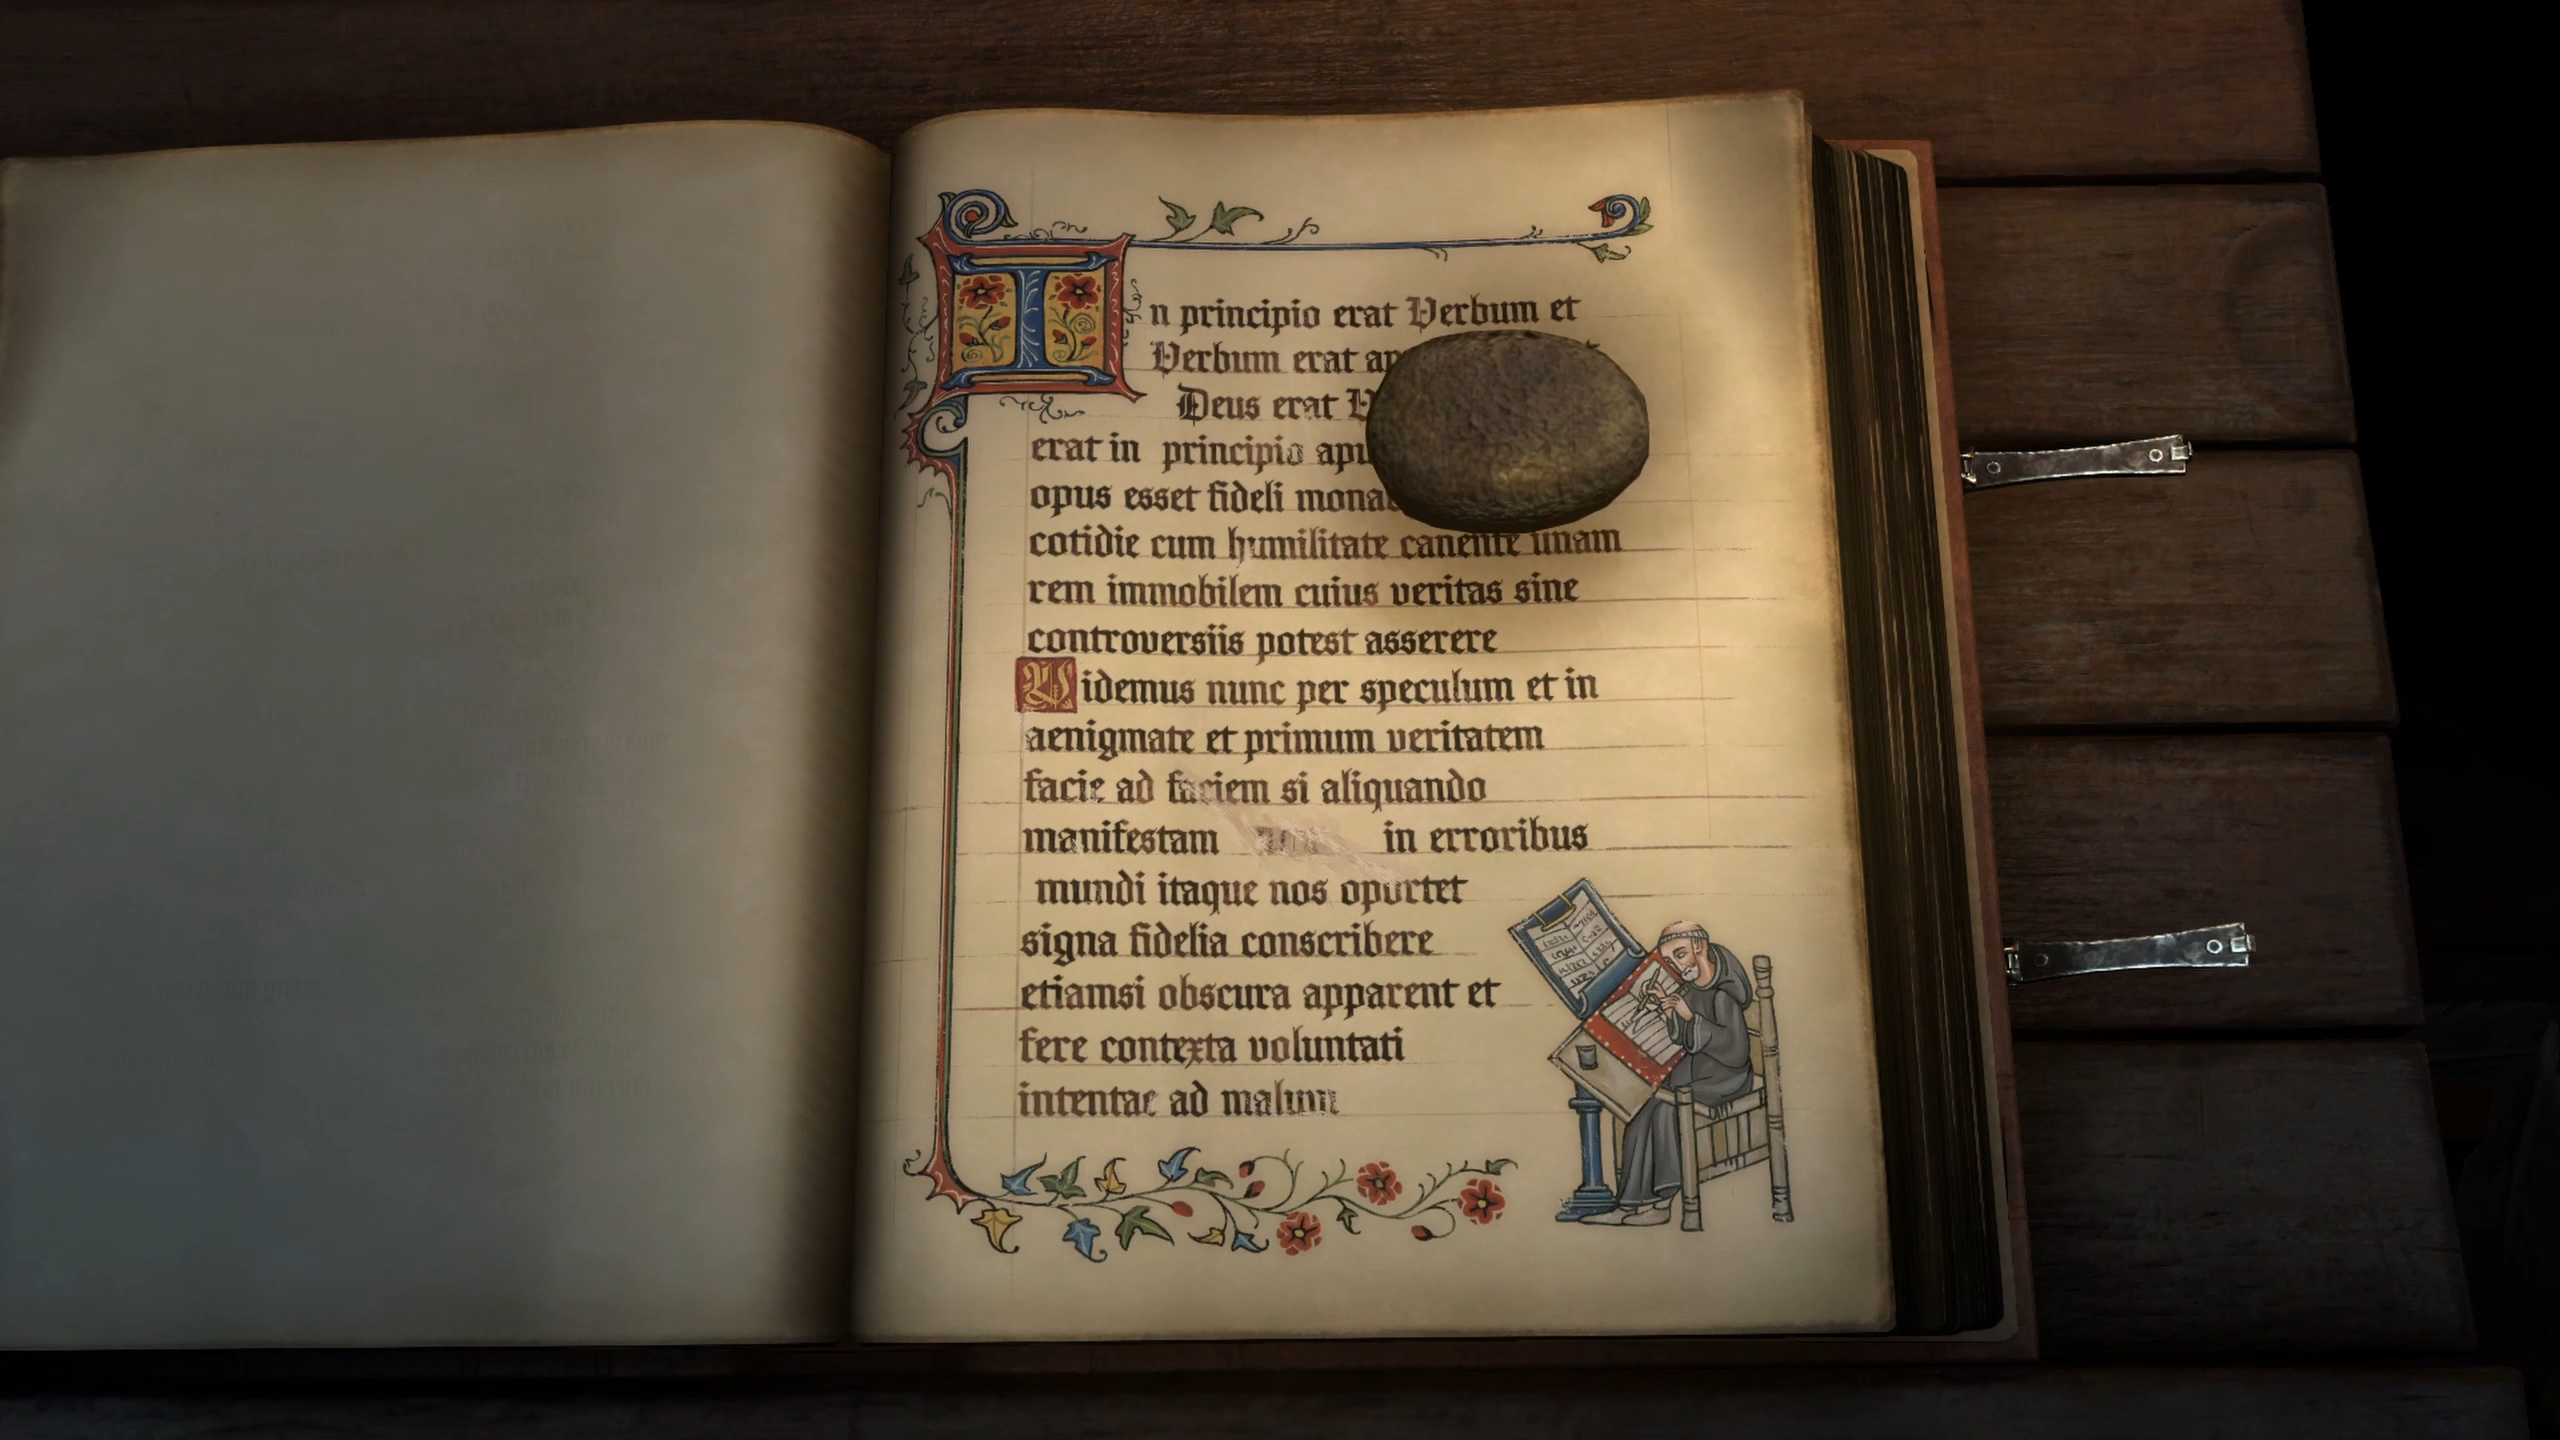 In principio erat Verbum et
Verbum erat
Deus erat
erat in principio
opus esset fideli
cotidie cum humilitate canente unam
rem immobilem cuius veritas sine
controversiis potest asserere
Videmus nunc per speculum et in
aenigmate et primum veritatem
facie ad faciem si aliquando
manifestam in erroribus
mundi itaque nos oportet
signa fidelia conscribere
etiamsi obscura apparent et
fere contexta voluntati
intentae ad malum